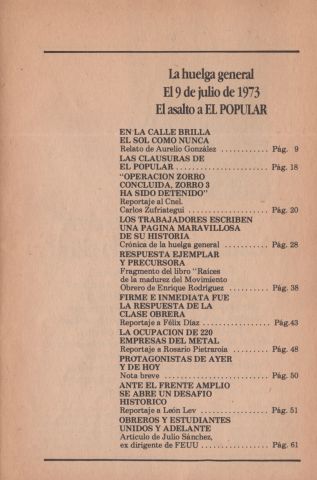 La huelga general
El 9 de julio de 1973
El asalto a EL POPULAR
EN LA CALLE BRILLA
EL SOL COMO NUNCA
Relato de Aurelio González ........... Pág. 9
LAS CLAUSURAS DE
EL POPULAR ..................... Pág. 18
"OPERACION ZORRO
CONCLUIDA, ZORRO 3
HA SIDO DETENIDO"
Reportaje al Cnel.
Carlos Zufriategui .................. Pág. 20
LOS TRABAJADORES ESCRIBEN
UNA PAGINA MARAVILLOSA
DE SU HISTORIA
Crónica de la huelga general .......... Pág. 28
RESPUESTA EJEMPLAR
Y PRECURSORA
Fragmento del libro "Raíces
de la madurez del Movimiento
Obrero de Enrique Rodríguez ......... Pág. 38
FIRME E INMEDIATA FUE
LA RESPUESTA DE LA
CLASE OBRERA
Reportaje a Félix Díaz ............... Pág.43
LA OCUPACION DE 220
EMPRESAS DEL METAL
Reportaje a Rosario Pietraroia ........ Pág. 48
PROTAGONISTAS DE AYER
Y DE HOY
Nota breve ........................ Pág. 50
ANTE EL FRENTE AMPLIO
SE ABRE UN DESAFIO
HISTORICO
Reportaje a León Lev ............... Pág. 51
OBREROS Y ESTUDIANTES
UNIDOS Y ADELANTE
Artículo de Julio Sánchez,
ex dirigente de FEUU ............... Pág. 61